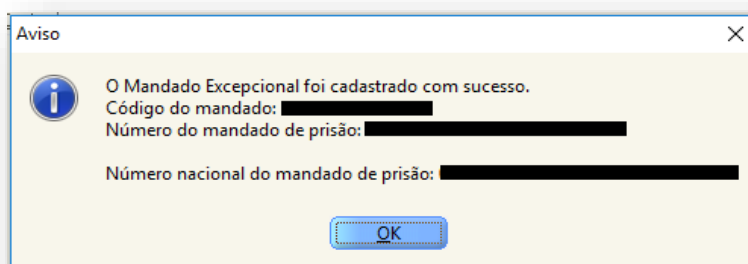 Aviso
O Mandado Excepcional foi cadastrado com sucesso.
Código do mandado:
Número do mandado de prisão:
Número nacional do mandado de prisão:
OK